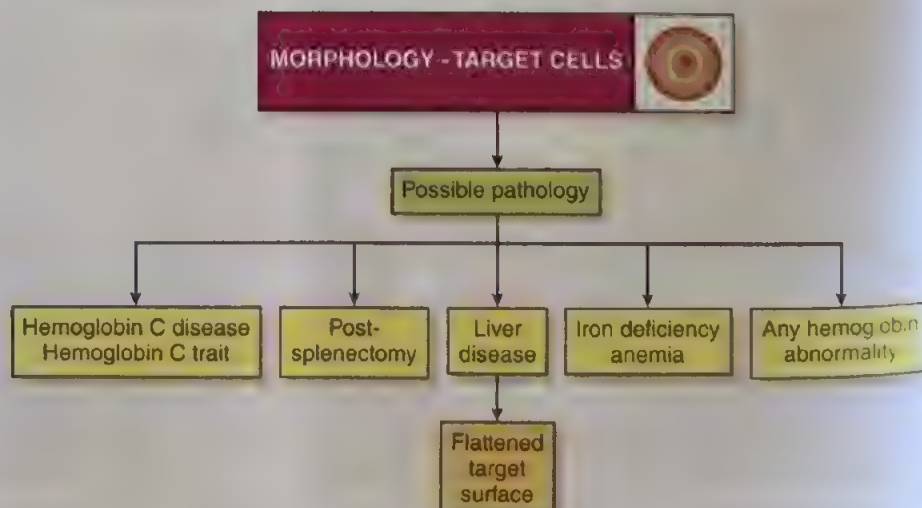 MORPHOLOGY - TARGET CELLS
Possible pathology
Hemoglobin C disease
Hemoglobin C trait
Post-
splenectomy
Liver
disease
Iron deficiency
anemia
Any
abnormality
Flattened
target
surface